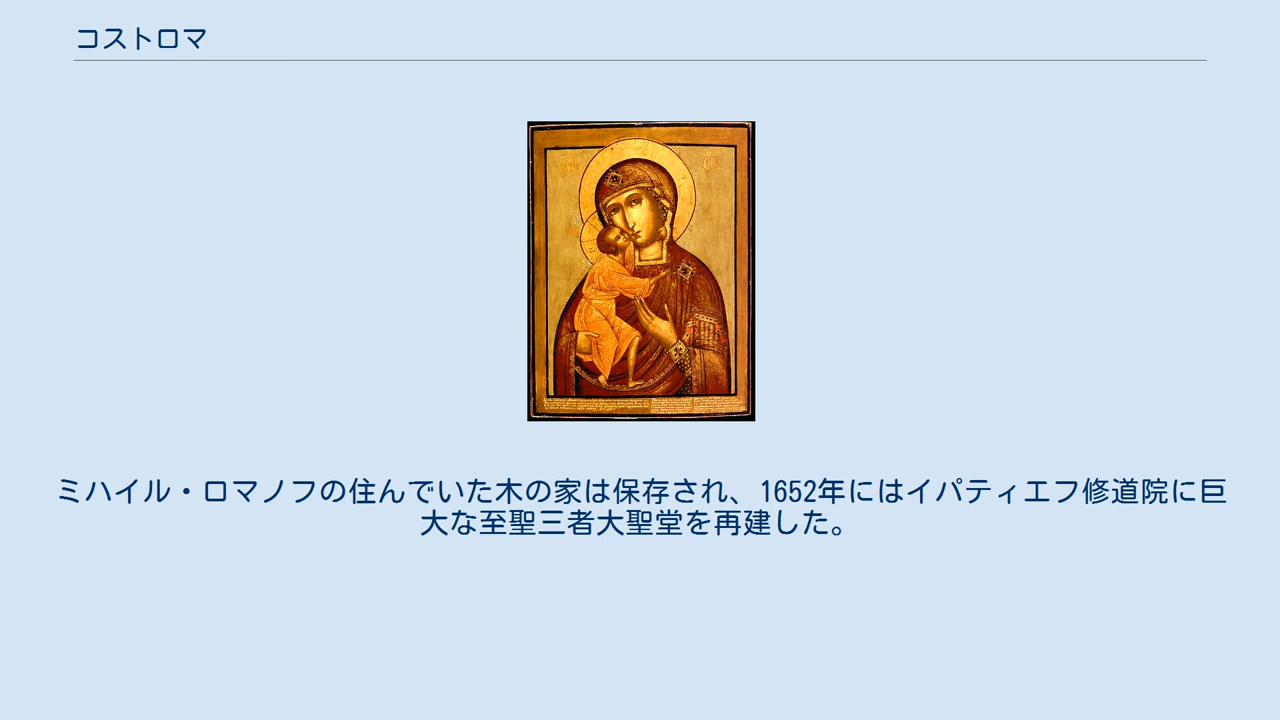 コストロマ
ミハイル・ロマノフの住んでいた木の家は保存され、1652年にはイパティエフ修道院に巨
大な至聖三者大聖堂を再建した。